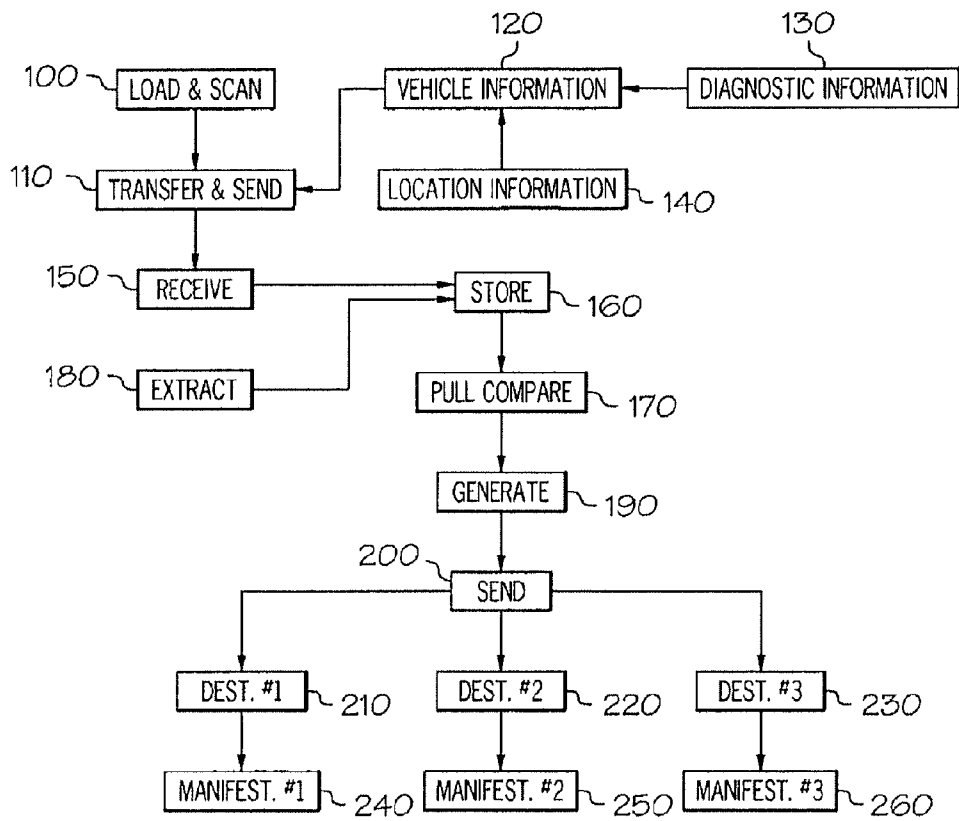 120
130
100
LOAD & SCAN
VEHICLE INFORMATION
DIAGNOSTIC INFORMATION
110
TRANSFER & SEND
LOCATION INFORMATION
140
150
RECEIVE
STORE
160
180
EXTRACT
PULL COMPARE
170
GENERATE
190
200
SEND
DEST. #1
210
DEST. #2
220
DEST. #3
230
MANIFEST. #1
240
MANIFEST. #2
250
MANIFEST. #3
260